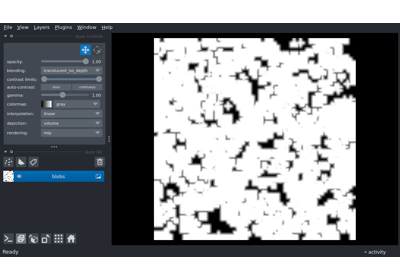 File View Layers Plugins Window Help
opacity: 1.00
blending: translucent_no_depth
contrast limits:
auto-contrast: once continuous
gamma: 1.00
colormap: gray
interpolation: linear
depiction: volume
rendering: mip
blobs
Ready activity